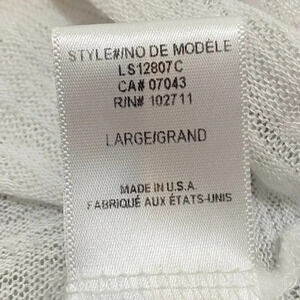 STYLE#/NO DE MODÈLE
LS12807C
CA# 07043
R/N# 102711
LARGE/GRAND
MADE IN U.S.A.
FABRIQUÉ AUX ÉTATS-UNIS